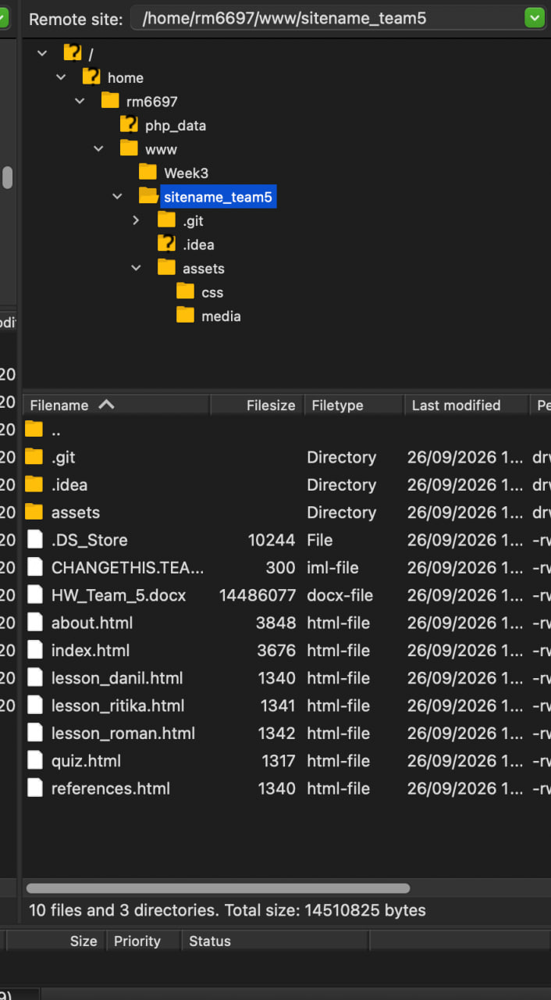 Remote site: /home/rm6697/www/sitename_team5
/
home
rm6697
php_data
www
Week3
sitename_team5
.git
.idea
assets
css
media
Filename Filesize Filetype Last modified Pe
..
.git Directory 26/09/2026 1... drw
.idea Directory 26/09/2026 1... drw
assets Directory 26/09/2026 1... drw
.DS_Store 10244 File 26/09/2026 1... -rw
CHANGETHIS.TEA... 300 iml-file 26/09/2026 1... -rw
HW_Team_5.docx 14486077 docx-file 26/09/2026 1... -rw
about.html 3848 html-file 26/09/2026 1... -rw
index.html 3676 html-file 26/09/2026 1... -rw
lesson_danil.html 1340 html-file 26/09/2026 1... -rw
lesson_ritika.html 1341 html-file 26/09/2026 1... -rw
lesson_roman.html 1342 html-file 26/09/2026 1... -rw
quiz.html 1317 html-file 26/09/2026 1... -rw
references.html 1340 html-file 26/09/2026 1... -rw
10 files and 3 directories. Total size: 14510825 bytes
Size Priority Status